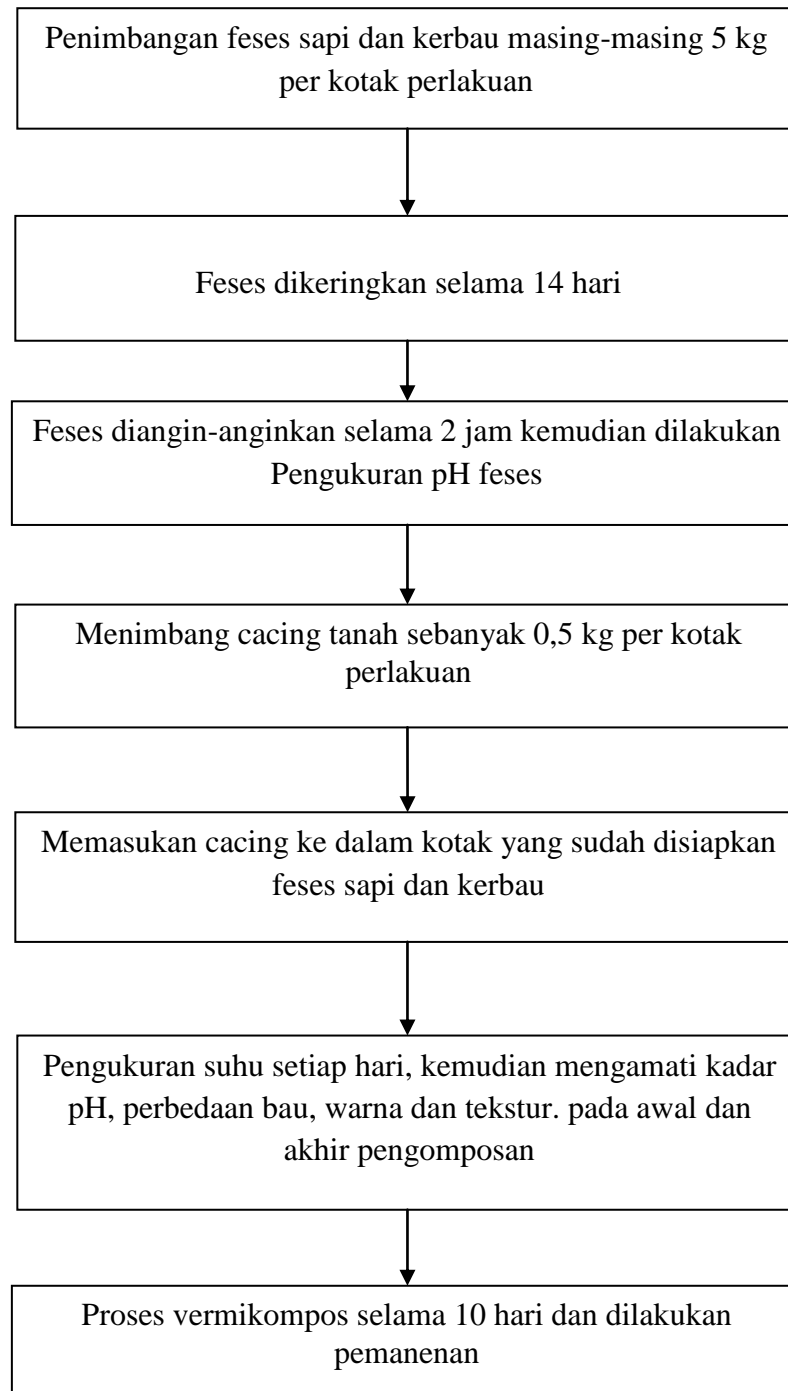 Penimbangan feses sapi dan kerbau masing-masing 5 kg
per kotak perlakuan
Feses dikeringkan selama 14 hari
Feses diangin-anginkan selama 2 jam kemudian dilakukan
Pengukuran pH feses
Menimbang cacing tanah sebanyak 0,5 kg per kotak
perlakuan
Memasukan cacing ke dalam kotak yang sudah disiapkan
feses sapi dan kerbau
Pengukuran suhu setiap hari, kemudian mengamati kadar
pH, perbedaan bau, warna dan tekstur. pada awal dan
akhir pengomposan
Proses vermikompos selama 10 hari dan dilakukan
pemanenan